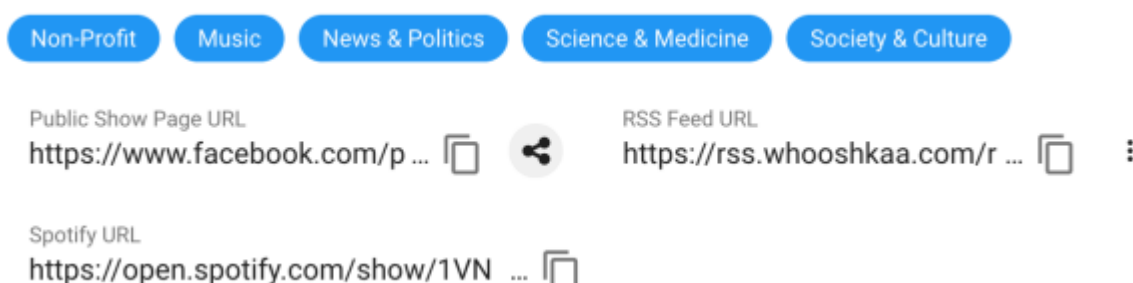 Non-Profit Music News & Politics Science & Medicine Society & Culture
Public Show Page URL RSS Feed URL
https://www.facebook.com/p ... https://rss.whooshkaa.com/r ...
Spotify URL
https://open.spotify.com/show/1VN ...